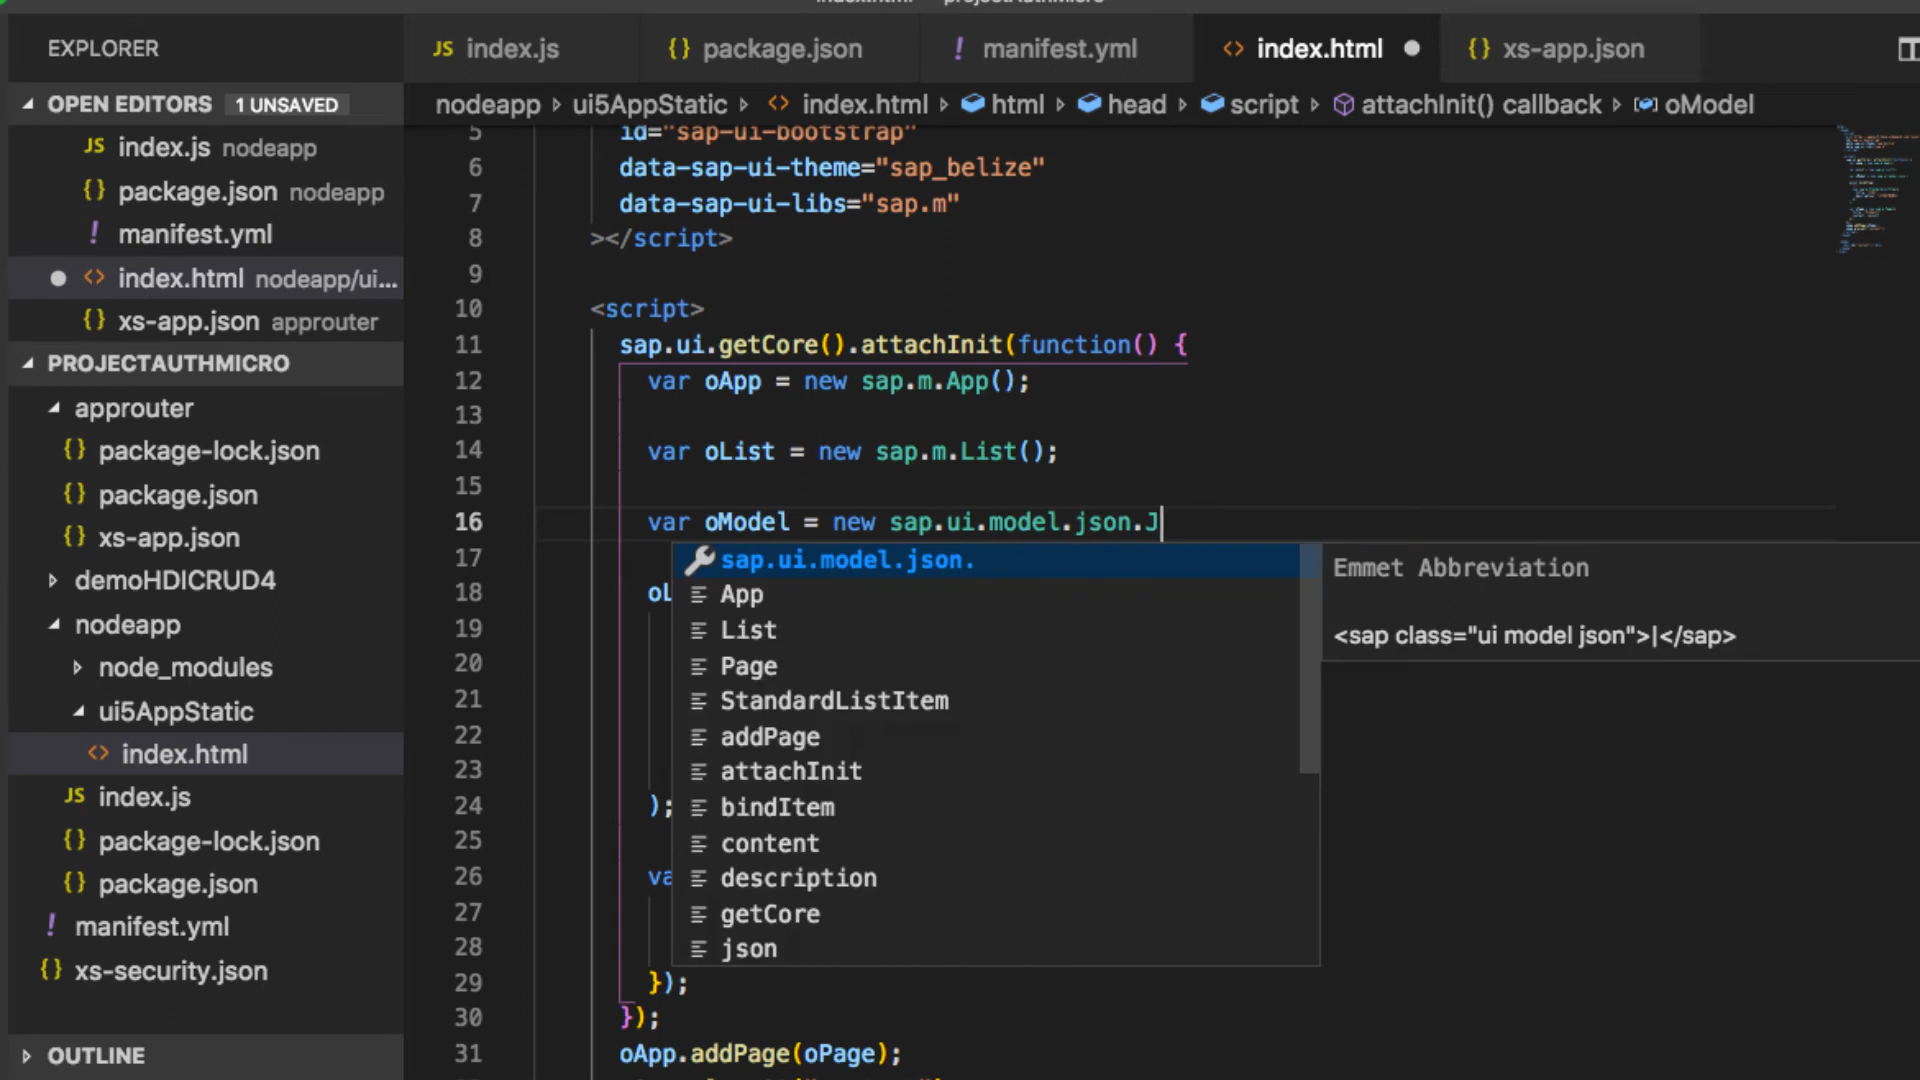 EXPLORER
OPEN EDITORS 1 UNSAVED
JS index.js nodeapp
{} package.json nodeapp
! manifest.yml
<> index.html nodeapp/ui...
{} xs-app.json approuter
PROJECTAUTHMICRO
approuter
{} package-lock.json
{} package.json
{} xs-app.json
demoHDICRUD4
nodeapp
node_modules
ui5AppStatic
<> index.html
JS index.js
{} package-lock.json
{} package.json
! manifest.yml
{} xs-security.json
OUTLINE
JS index.js {} package.json ! manifest.yml <> index.html {} xs-app.json
nodeapp ui5AppStatic <> index.html html head script attachInit() callback oModel
5 id="sap-ui-bootstrap"
6 data-sap-ui-theme="sap_belize"
7 data-sap-ui-libs="sap.m"
8 ></script>
9
10 <script>
11 sap.ui.getCore().attachInit(function() {
12 var oApp = new sap.m.App();
13
14 var oList = new sap.m.List();
15
16 var oModel = new sap.ui.model.json.J
17
18 oL
19
20
21
22
23
24 );
25
26 va
27
28
29 });
30 });
31 oApp.addPage(oPage);
sap.ui.model.json.
App
List
Page
StandardListItem
addPage
attachInit
bindItem
content
description
getCore
json
Emmet Abbreviation
<sap class="ui model json">|</sap>